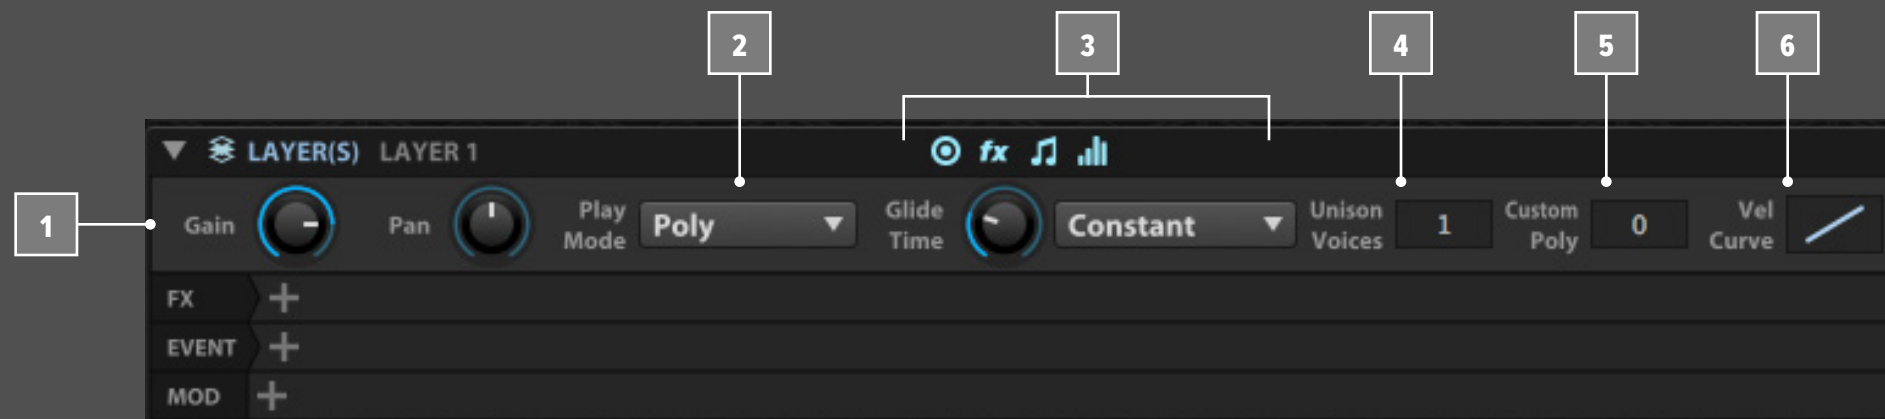 2 3 4 5 6
LAYER(S) LAYER 1 fx
1
Gain Pan Play Mode Poly Glide Time Constant Unison Voices 1 Custom Poly 0 Vel Curve
FX +
EVENT +
MOD +